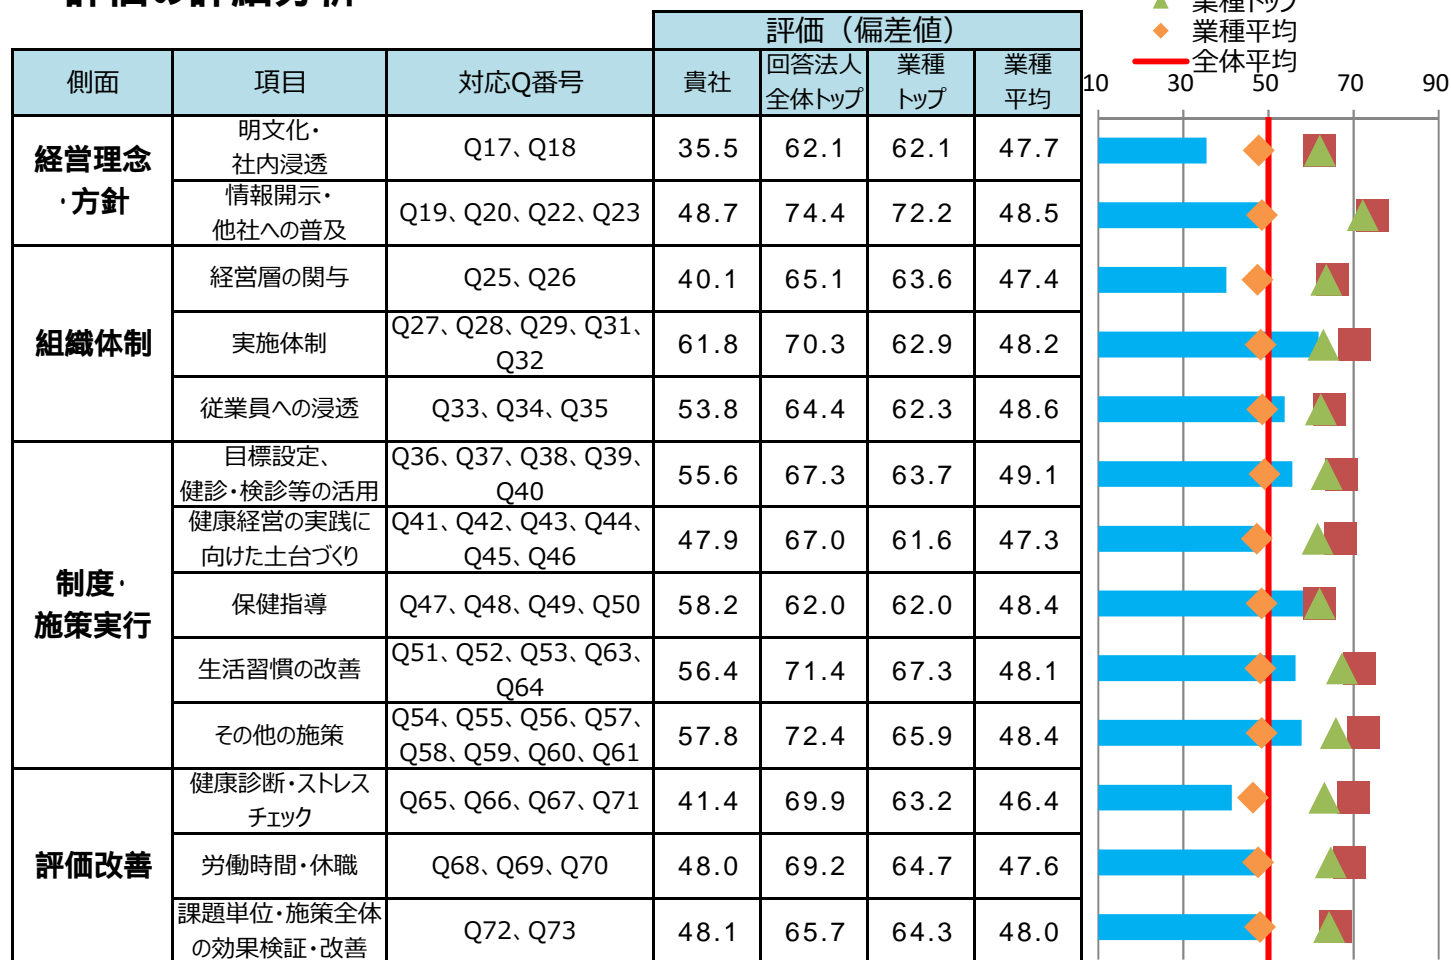 評価の詳細分析
業種トップ
業種平均
全体平均
評価（偏差値）
側面 項目 対応Q番号 貴社 回答法人全体トップ 業種トップ 業種平均
10 30 50 70 90
経営理念・方針
明文化・社内浸透 Q17、Q18 35.5 62.1 62.1 47.7
情報開示・他社への普及 Q19、Q20、Q22、Q23 48.7 74.4 72.2 48.5
組織体制
経営層の関与 Q25、Q26 40.1 65.1 63.6 47.4
実施体制 Q27、Q28、Q29、Q31、Q32 61.8 70.3 62.9 48.2
従業員への浸透 Q33、Q34、Q35 53.8 64.4 62.3 48.6
制度・施策実行
目標設定、健診・検診等の活用 Q36、Q37、Q38、Q39、Q40 55.6 67.3 63.7 49.1
健康経営の実践に向けた土台づくり Q41、Q42、Q43、Q44、Q45、Q46 47.9 67.0 61.6 47.3
保健指導 Q47、Q48、Q49、Q50 58.2 62.0 62.0 48.4
生活習慣の改善 Q51、Q52、Q53、Q63、Q64 56.4 71.4 67.3 48.1
その他の施策 Q54、Q55、Q56、Q57、Q58、Q59、Q60、Q61 57.8 72.4 65.9 48.4
評価改善
健康診断・ストレスチェック Q65、Q66、Q67、Q71 41.4 69.9 63.2 46.4
労働時間・休職 Q68、Q69、Q70 48.0 69.2 64.7 47.6
課題単位・施策全体の効果検証・改善 Q72、Q73 48.1 65.7 64.3 48.0